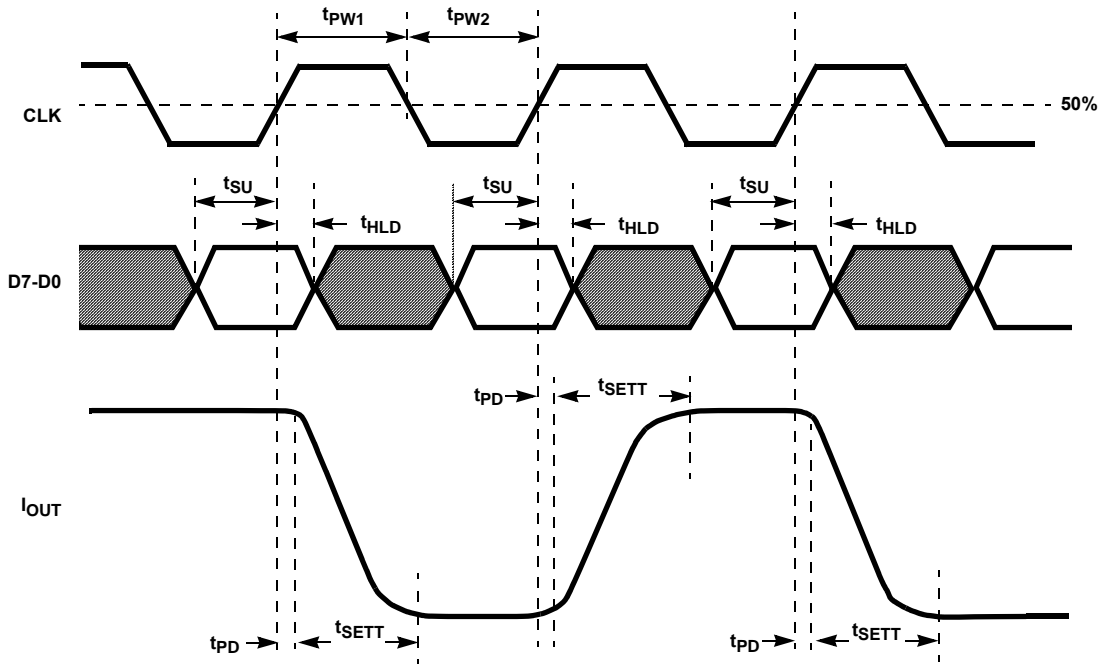 tPW1 tPW2
CLK
50%
tSU tSU tSU
tHLD tHLD tHLD
D7-D0
tPD tSETT
IOUT
tPD tSETT tPD tSETT